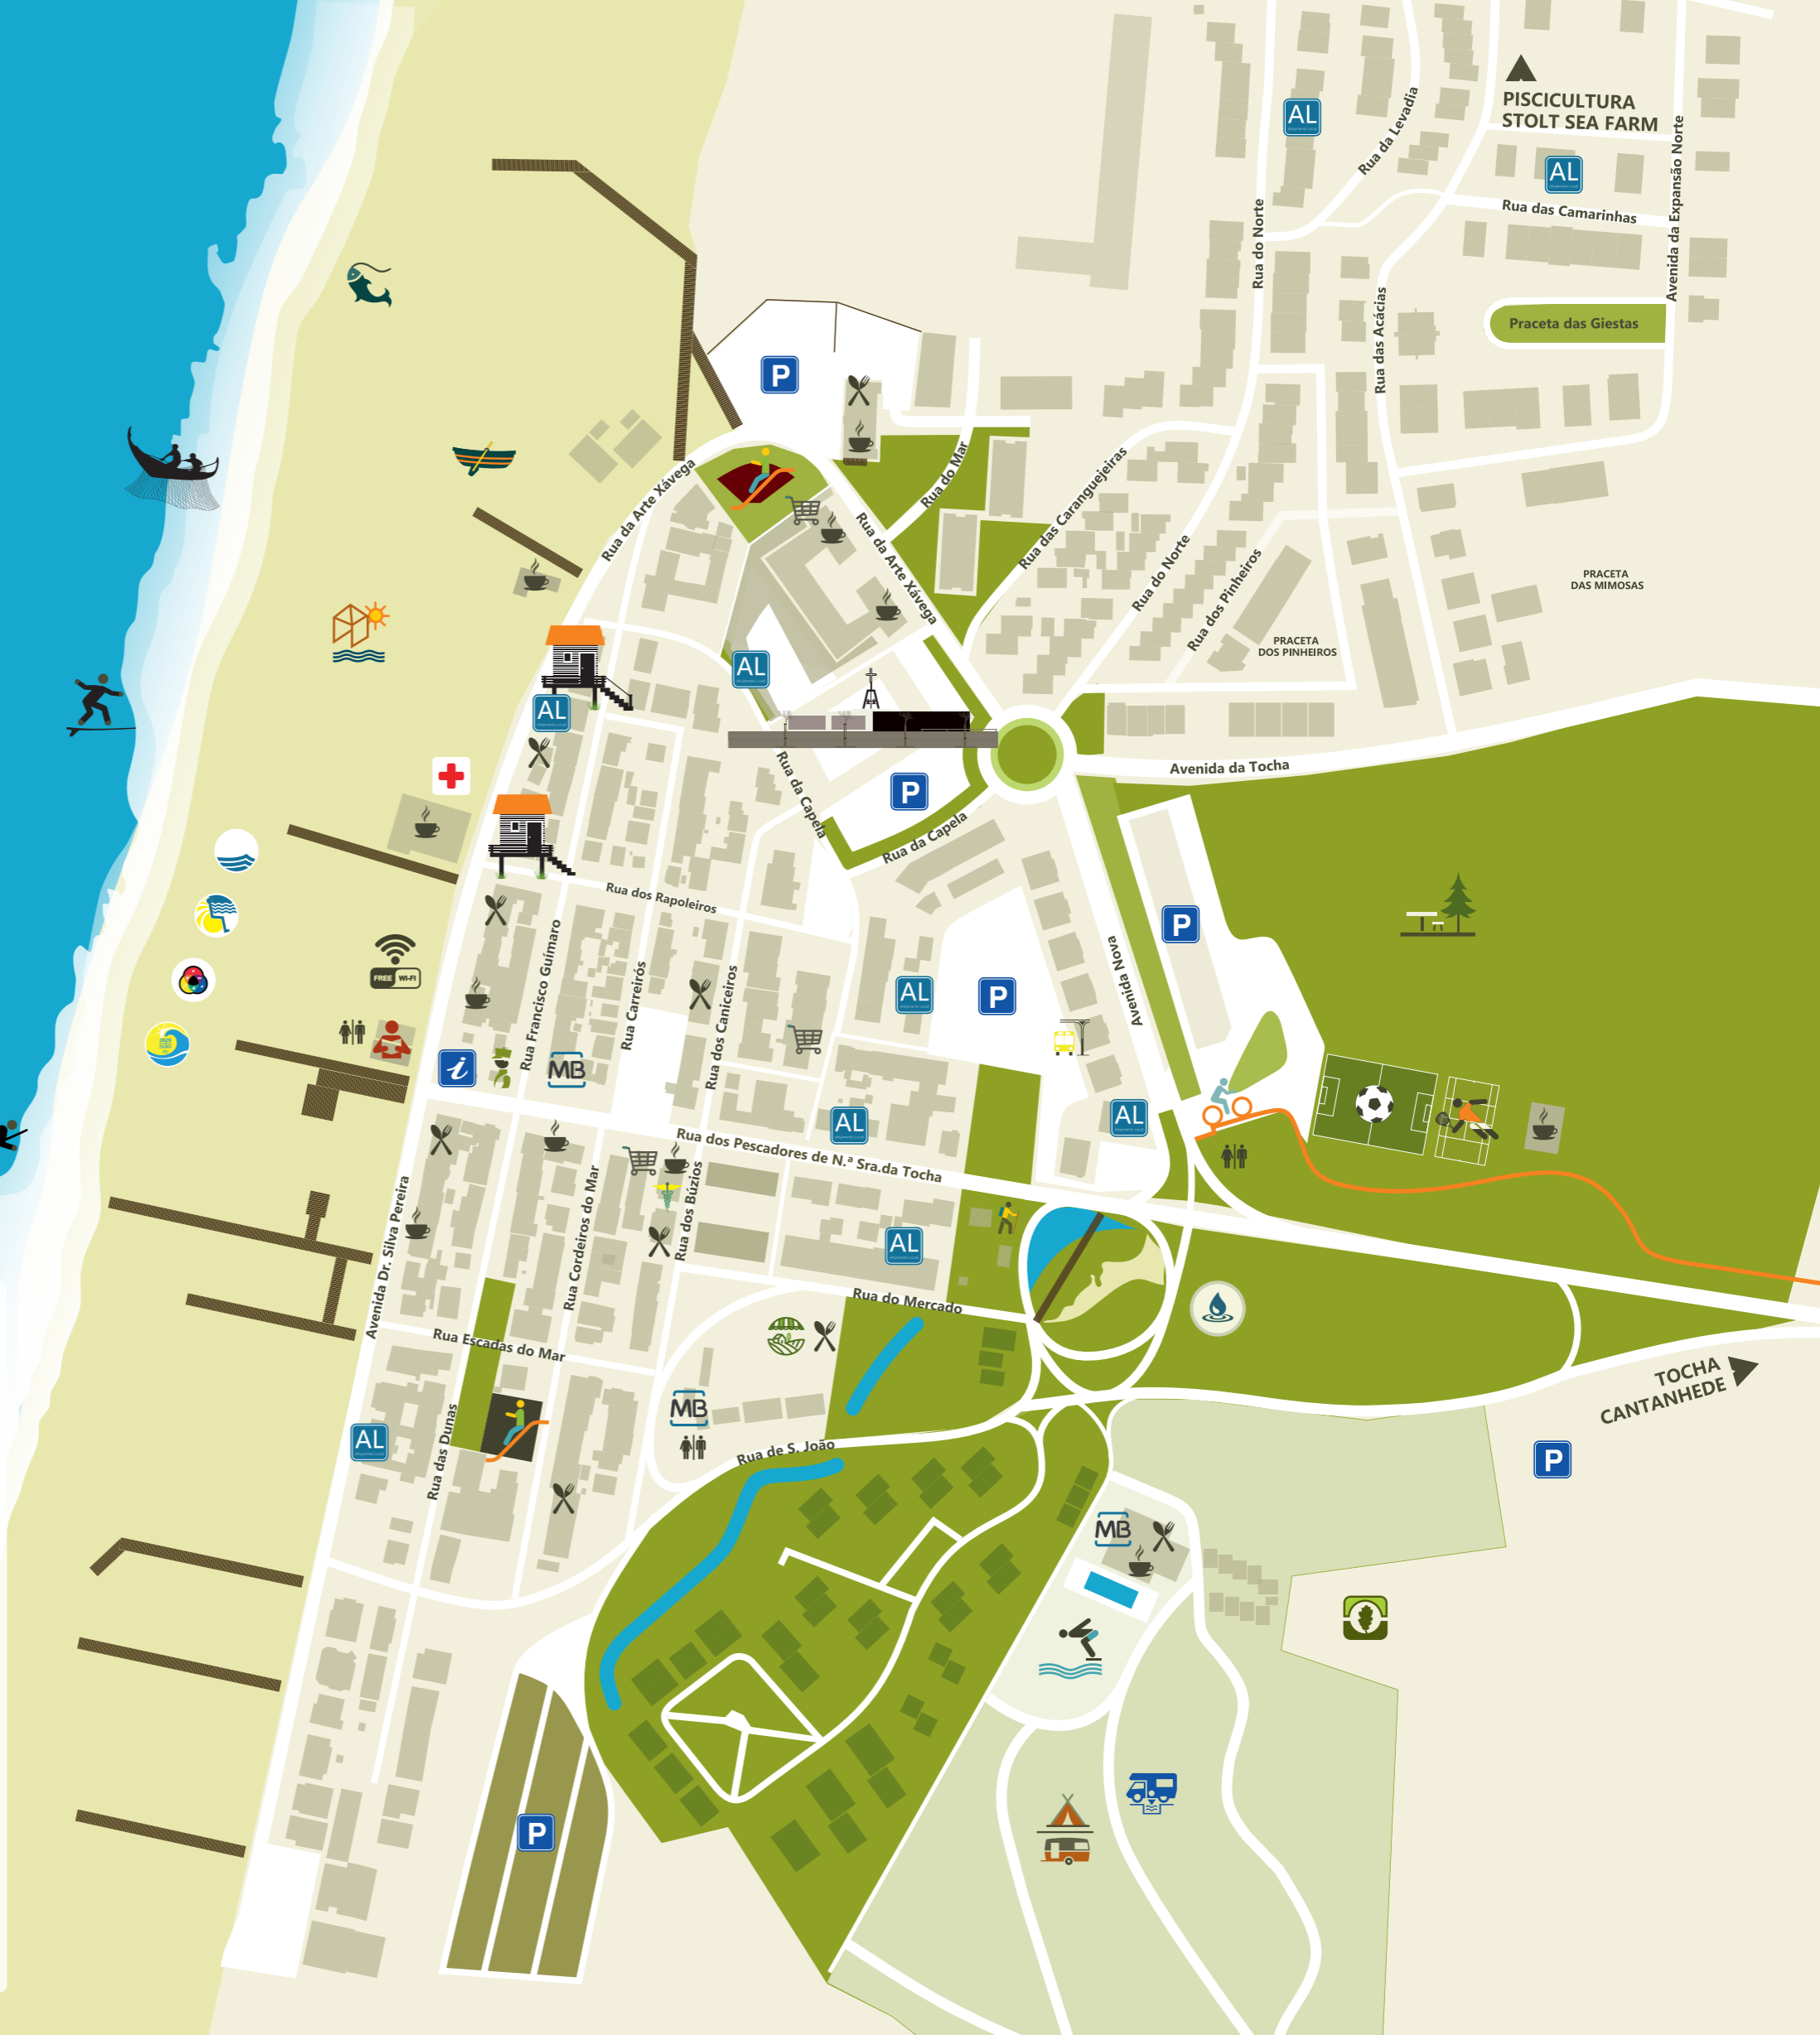 PISCICULTURA
STOLT SEA FARM
AL
Rua da Levadia
Avenida da Expansão Norte
AL
Rua das Camarinhas
Rua do Norte
Rua das Acácias
Praceta das Giestas
P
Rua do Mar
Rua das Caranguejeiras
Rua da Arte Xávega
Rua da Arte Xávega
Rua do Norte
Rua dos Pinheiros
PRACETA
DAS MIMOSAS
PRACETA
DOS PINHEIROS
AL
AL
Avenida da Tocha
P
Rua da Capela
Rua da Capela
Rua dos Rapoleiros
P
Avenida Nova
FREE WI-FI
Rua Francisco Guímaro
Rua Carreirós
Rua dos Caniceiros
AL
P
i
MB
AL
AL
Rua dos Pescadores de N.ª Sra.da Tocha
Avenida Dr. Silva Pereira
Rua Cordeiros do Mar
Rua dos Búzios
AL
Rua do Mercado
Rua Escadas do Mar
TOCHA
CANTANHEDE
MB
AL
Rua das Dunas
Rua de S. João
P
MB
P